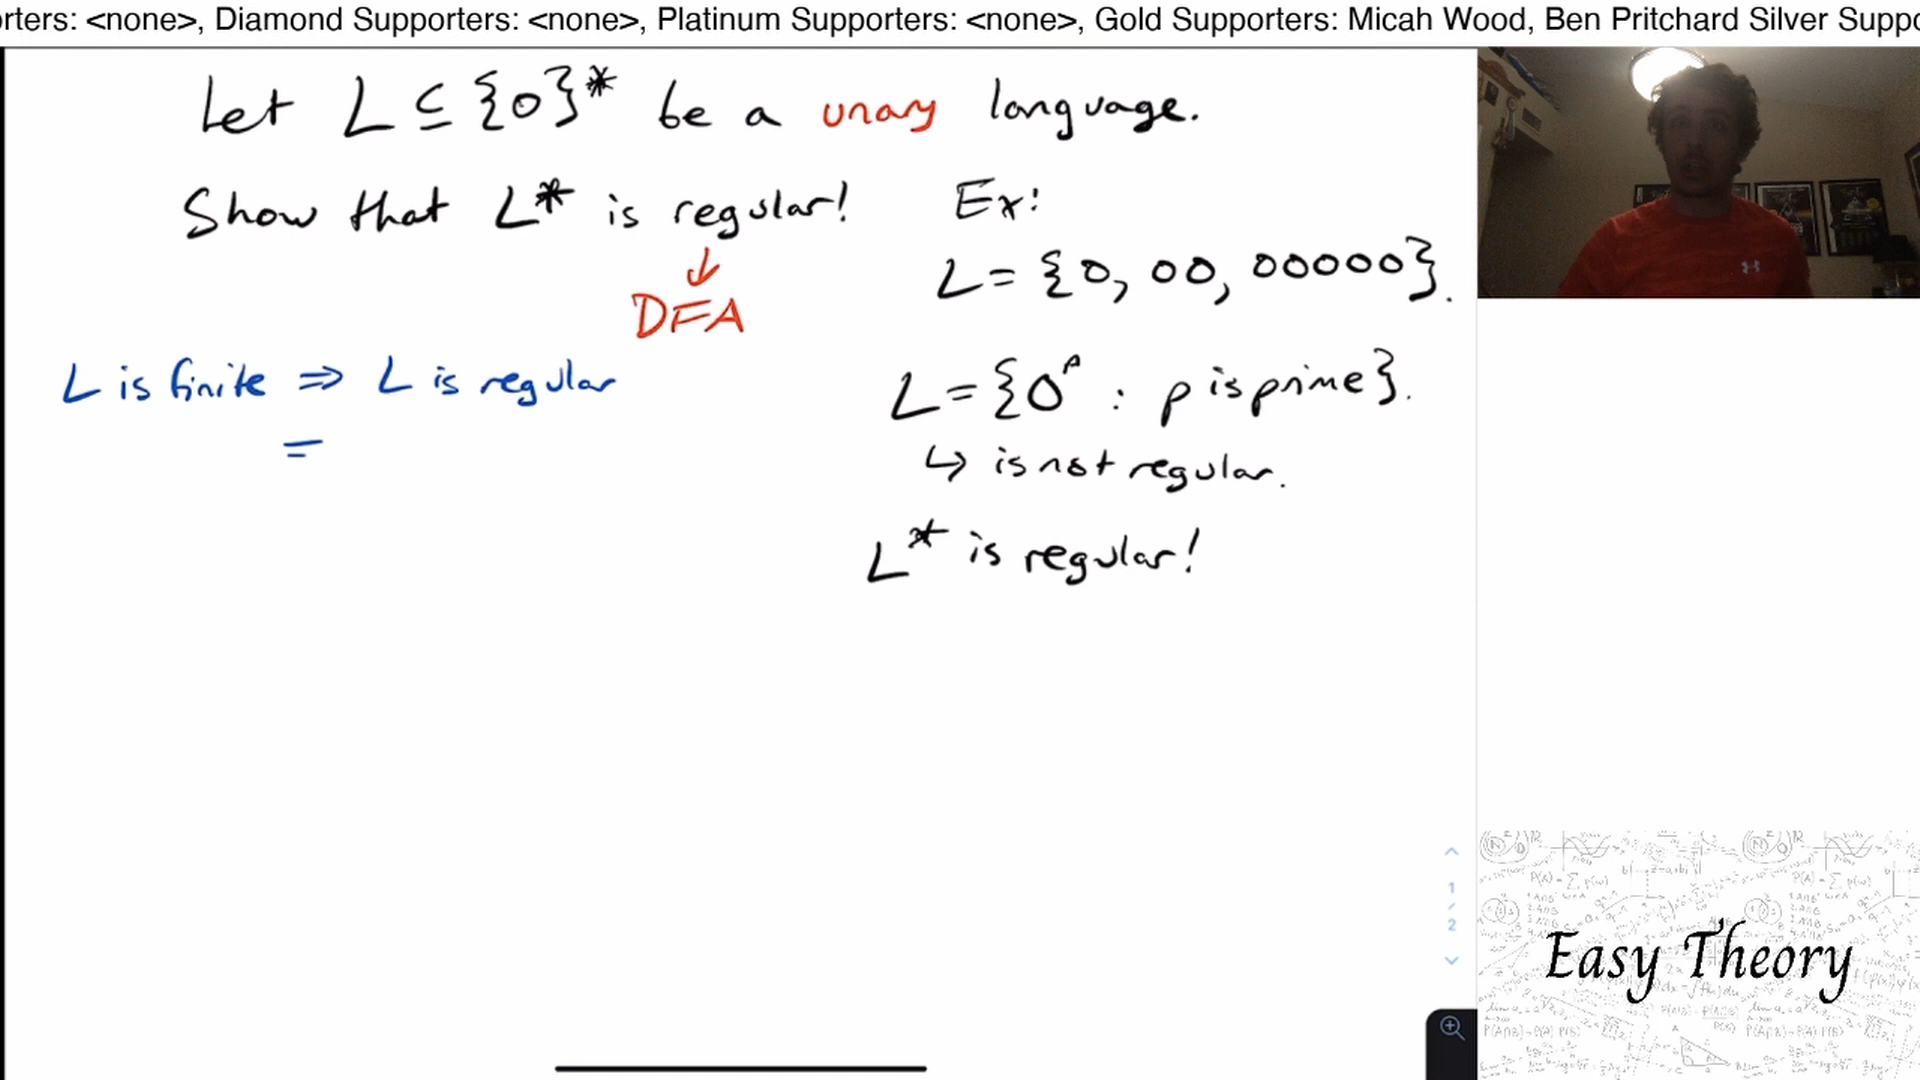 rters: <none>, Diamond Supporters: <none>, Platinum Supporters: <none>, Gold Supporters: Micah Wood, Ben Pritchard Silver Suppo
Let L ⊆ {0}* be a unary language.
Show that L* is regular!
↓
DFA
L is finite ⇒ L is regular
=
Ex:
L = {0, 00, 00000}.
L = {0^p : p is prime}.
↳ is not regular.
L* is regular!
1
2
Easy Theory